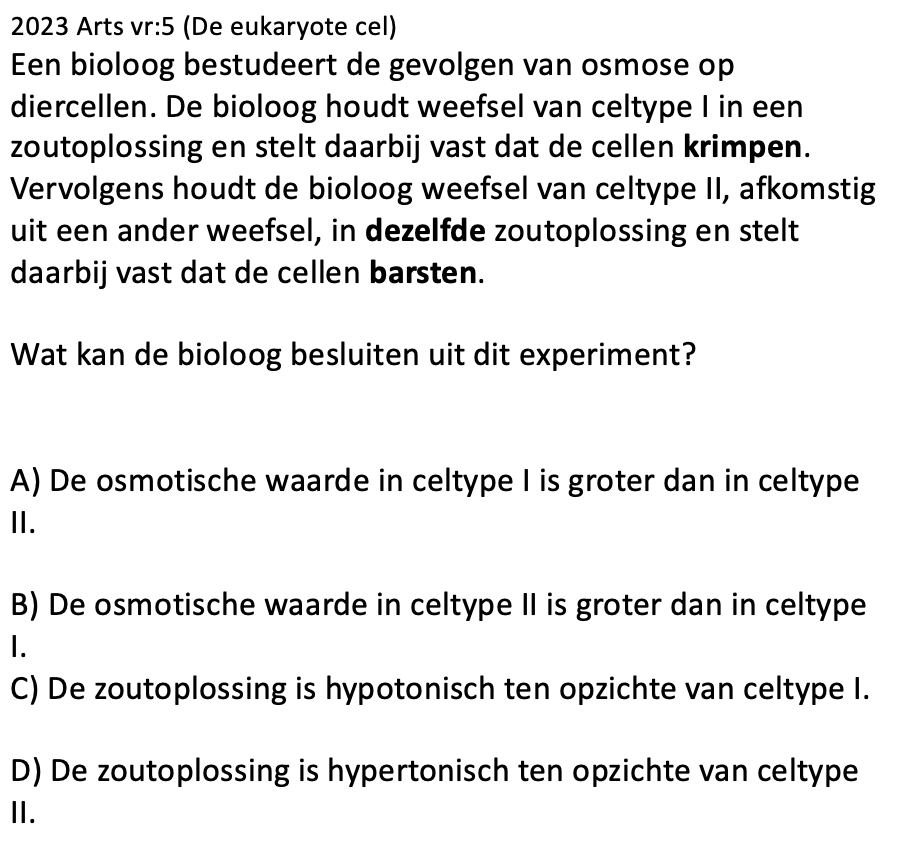 2023 Arts vr:5 (De eukaryote cel)
Een bioloog bestudeert de gevolgen van osmose op
diercellen. De bioloog houdt weefsel van celtype I in een
zoutoplossing en stelt daarbij vast dat de cellen krimpen.
Vervolgens houdt de bioloog weefsel van celtype II, afkomstig
uit een ander weefsel, in dezelfde zoutoplossing en stelt
daarbij vast dat de cellen barsten.
Wat kan de bioloog besluiten uit dit experiment?
A) De osmotische waarde in celtype I is groter dan in celtype
II.
B) De osmotische waarde in celtype II is groter dan in celtype
I.
C) De zoutoplossing is hypotonisch ten opzichte van celtype I.
D) De zoutoplossing is hypertonisch ten opzichte van celtype
II.